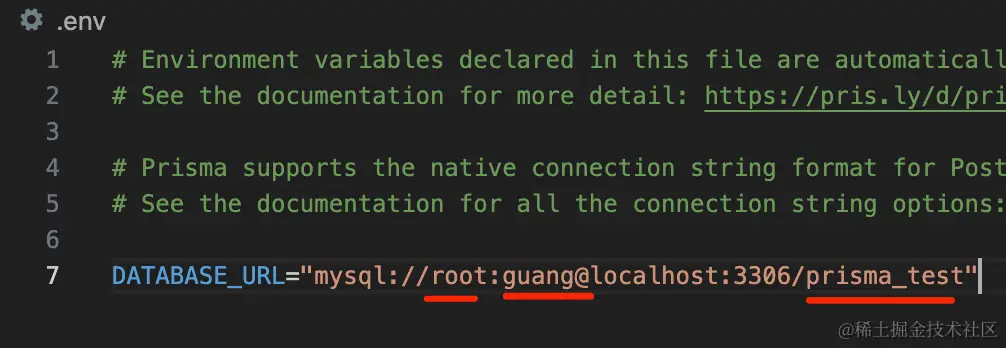 .env
1 # Environment variables declared in this file are automaticall
2 # See the documentation for more detail: https://pris.ly/d/pri
3
4 # Prisma supports the native connection string format for Post
5 # See the documentation for all the connection string options:
6
7 DATABASE_URL="mysql://root:guang@localhost:3306/prisma_test"
@稀土掘金技术社区